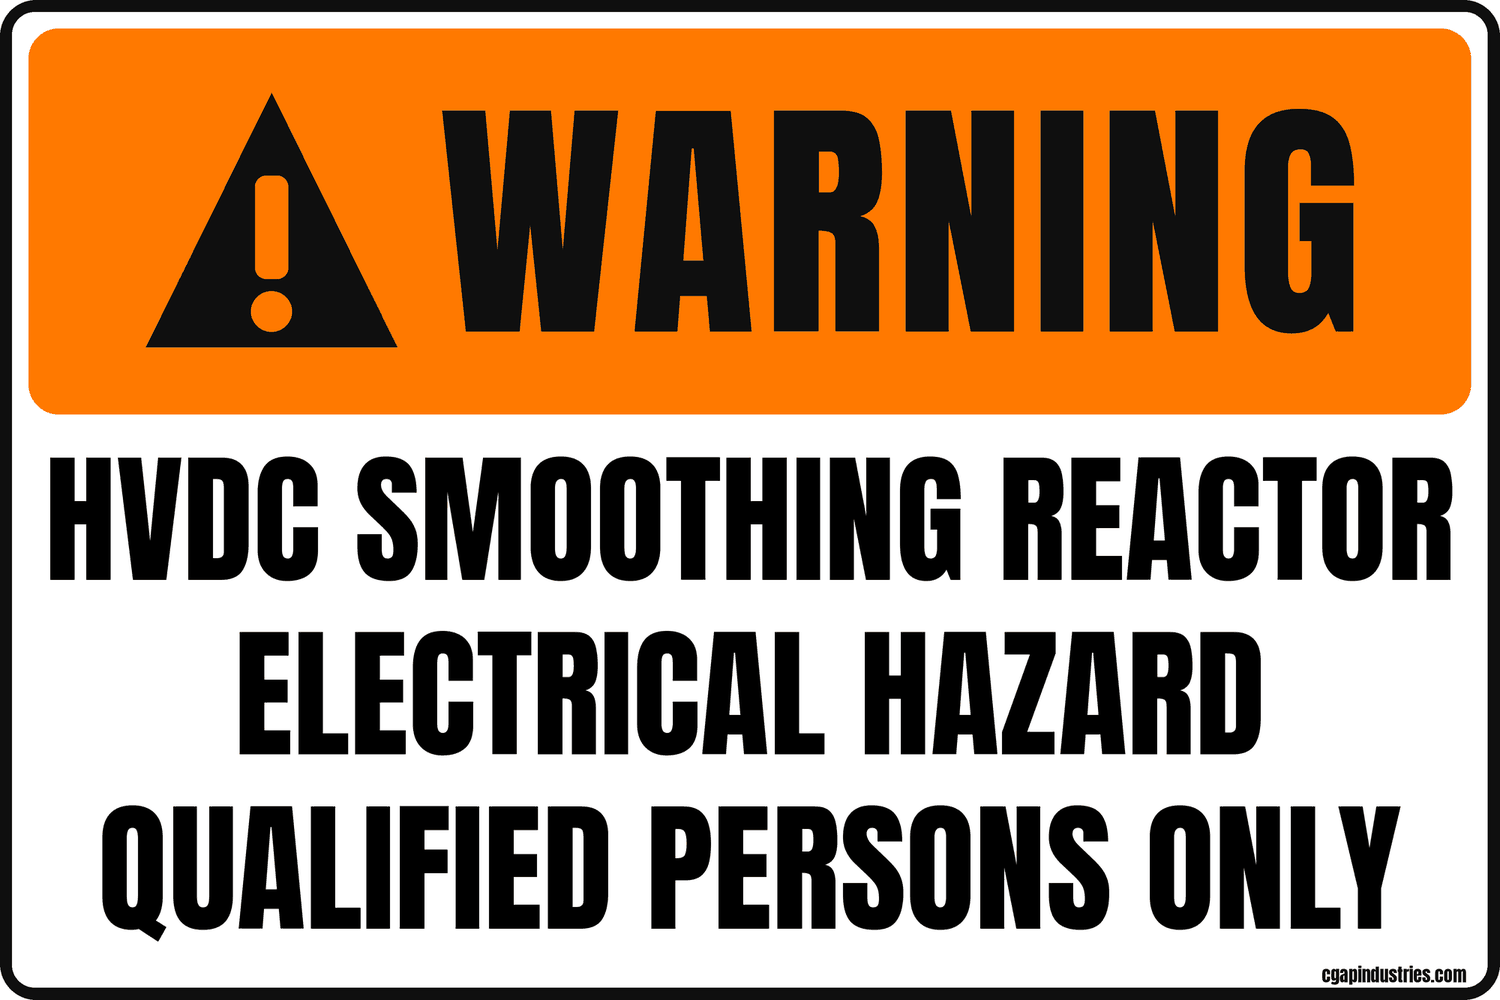 WARNING
HVDC SMOOTHING REACTOR
ELECTRICAL HAZARD
QUALIFIED PERSONS ONLY
cgapindustries.com